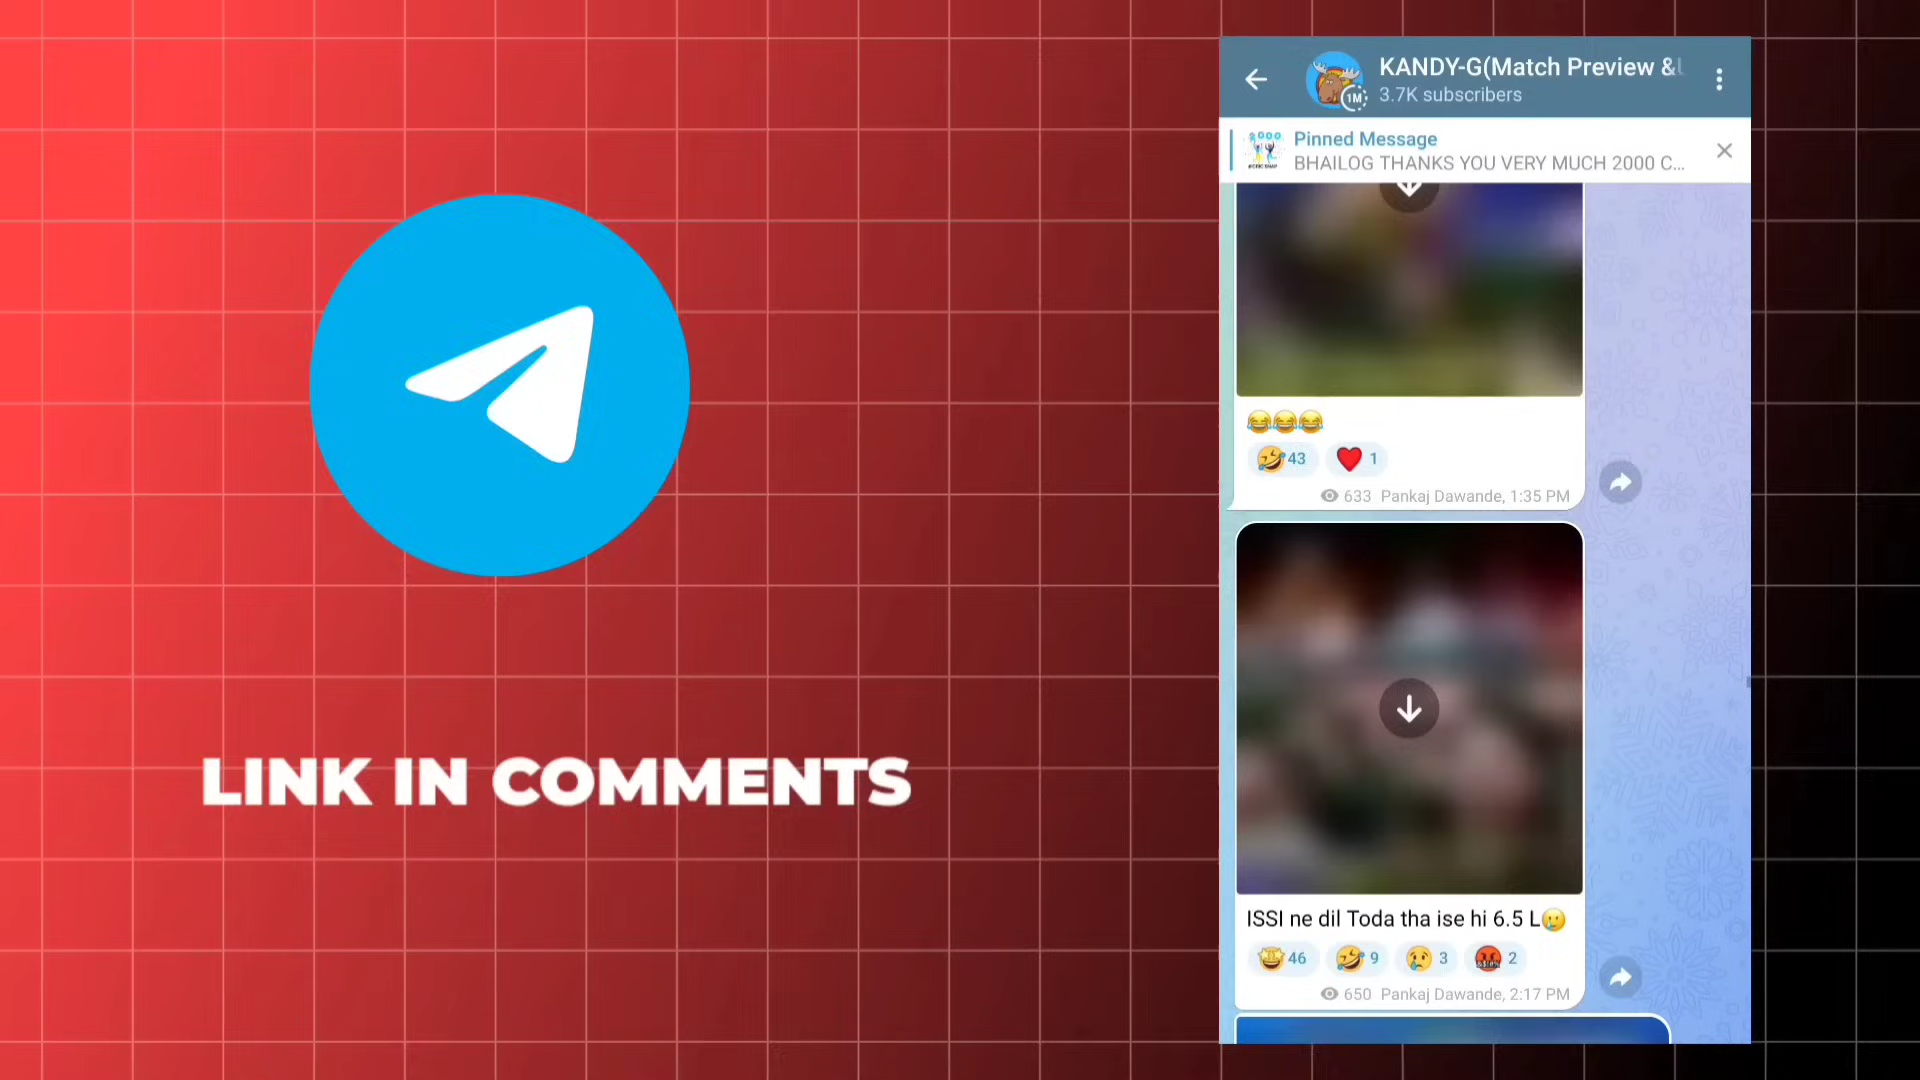 KANDY-G(Match Preview &
3.7K subscribers
1M
Pinned Message
BHAILOG THANKS YOU VERY MUCH 2000 C...
2000
😂😂😂
🤣 43 ❤️ 1
633 Pankaj Dawande, 1:35 PM
LINK IN COMMENTS
ISSI ne dil Toda tha ise hi 6.5 L🥲
🤩 46 🤣 9 😢 3 🤬 2
650 Pankaj Dawande, 2:17 PM